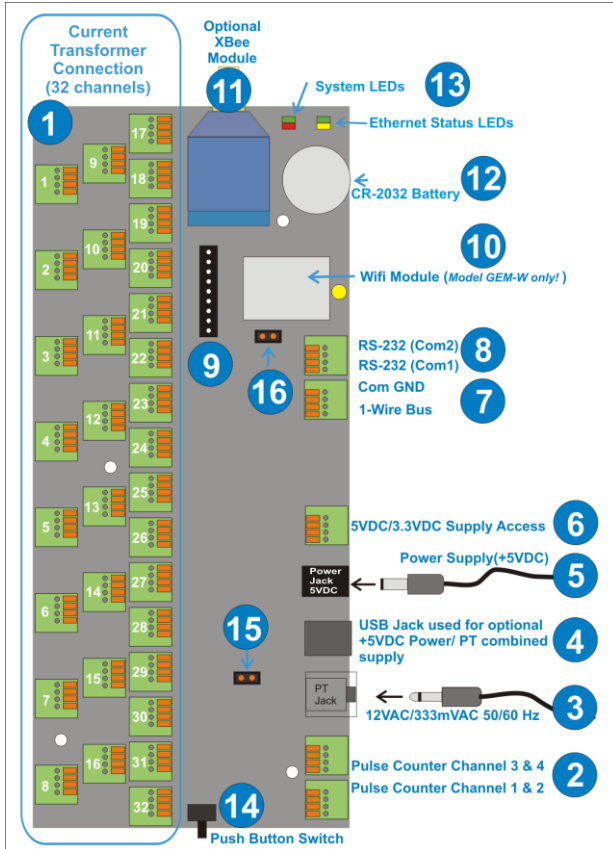 Current
Transformer
Connection
(32 channels)
Optional
XBee
Module
11
System LEDs
13
Ethernet Status LEDs
1
17
9
1
18
CR-2032 Battery
12
19
10
2
20
10
Wifi Module (Model GEM-W only! )
21
11
3
22
9
16
RS-232 (Com2)
RS-232 (Com1)
8
Com GND
1-Wire Bus
7
23
12
4
24
25
13
5
26
5VDC/3.3VDC Supply Access
6
Power Supply(+5VDC)
5
Power
Jack
5VDC
27
14
6
28
USB Jack used for optional
+5VDC Power/ PT combined
supply
4
15
29
15
7
30
PT
Jack
12VAC/333mVAC 50/60 Hz
3
31
16
8
32
Pulse Counter Channel 3 & 4
Pulse Counter Channel 1 & 2
2
14
Push Button Switch